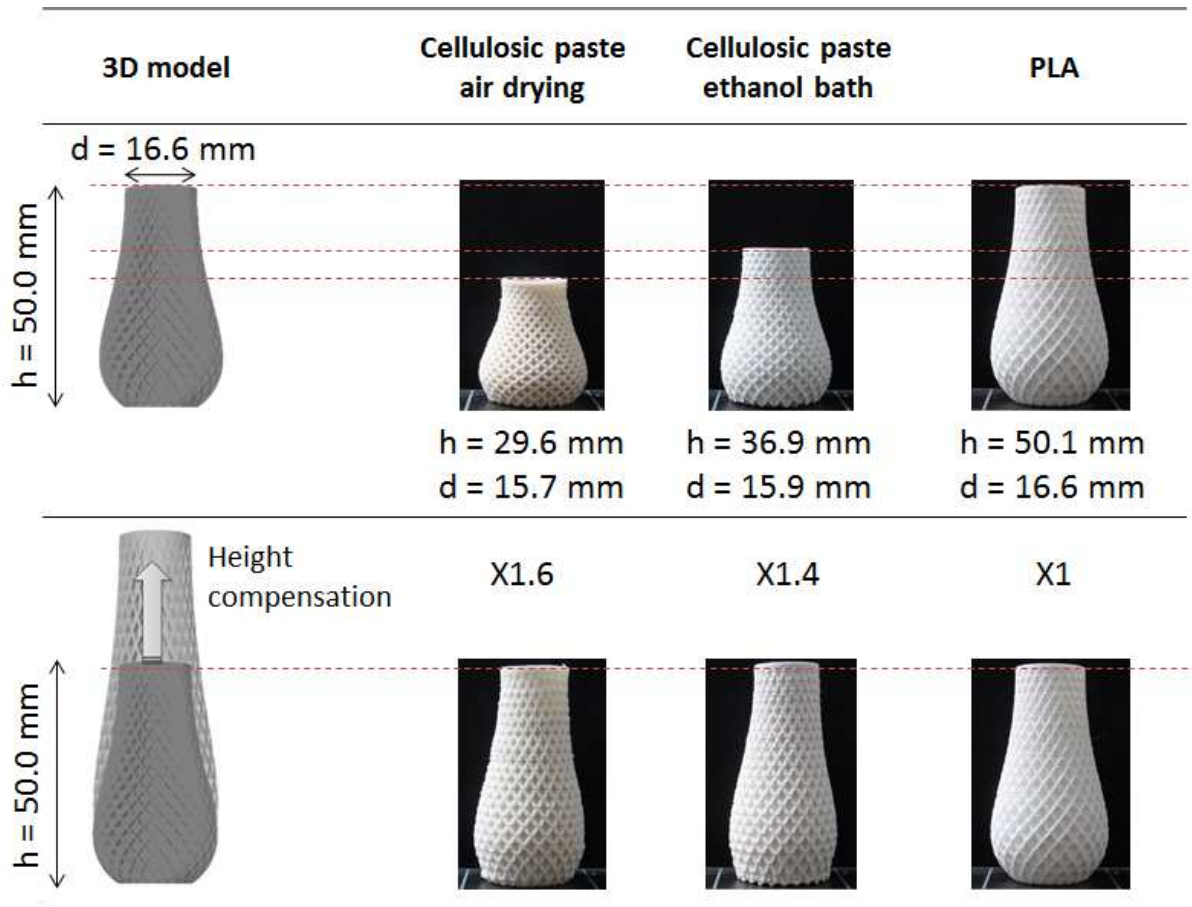 3D model
Cellulosic paste
air drying
Cellulosic paste
ethanol bath
PLA
d = 16.6 mm
h = 50.0 mm
h = 29.6 mm
d = 15.7 mm
h = 36.9 mm
d = 15.9 mm
h = 50.1 mm
d = 16.6 mm
Height
compensation
X1.6
X1.4
X1
h = 50.0 mm